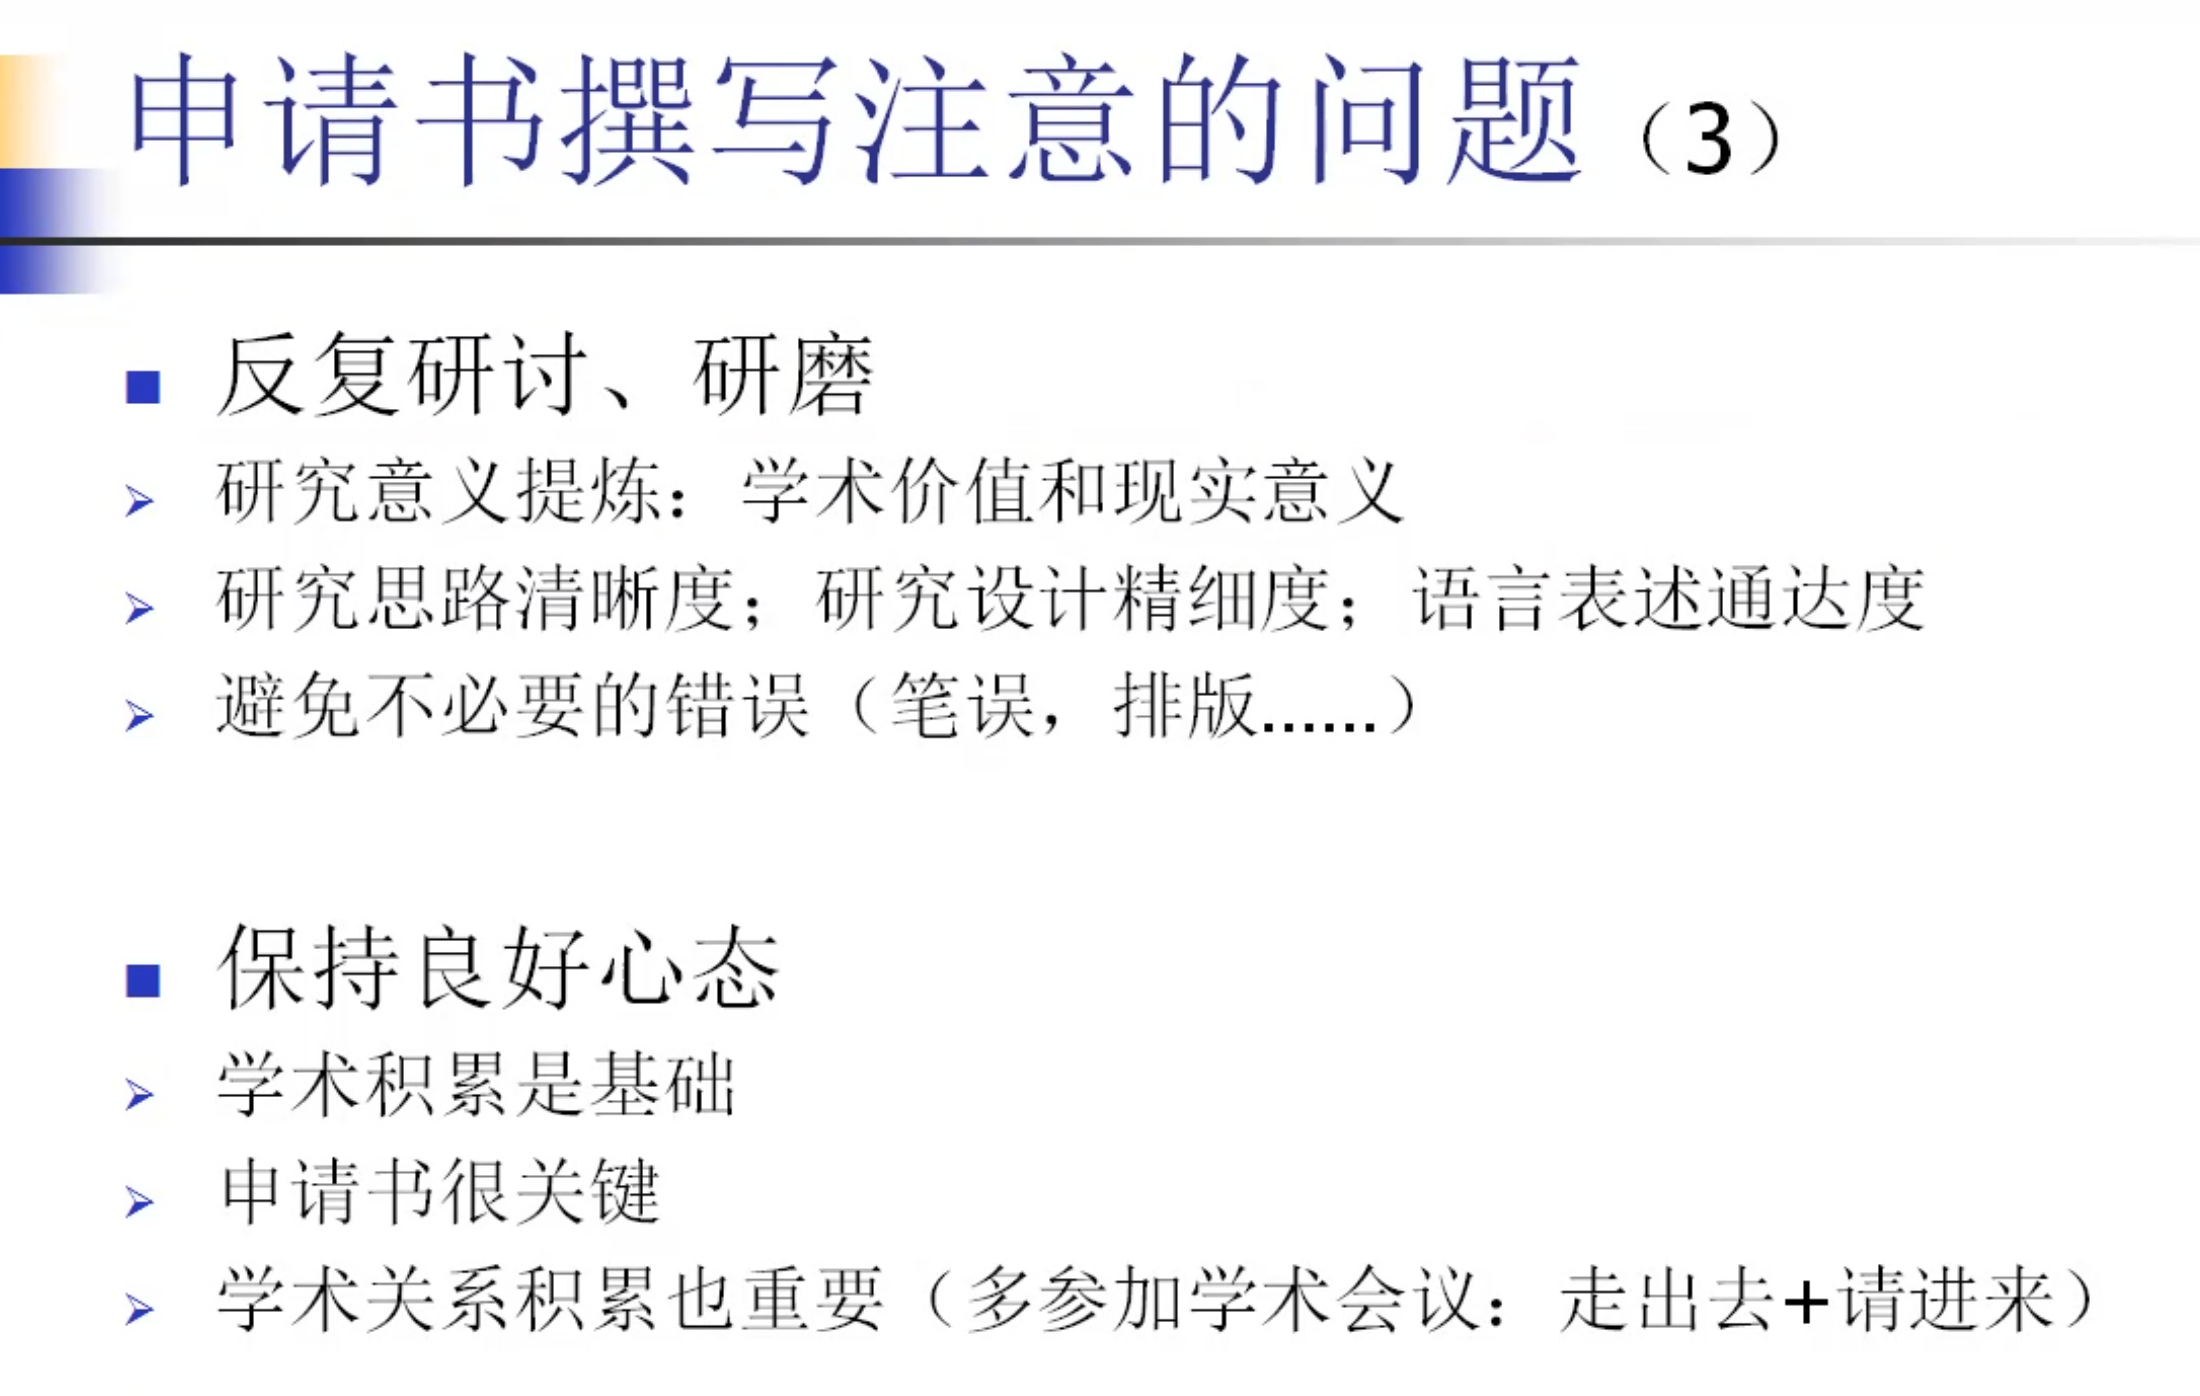 申请书撰写注意的问题（3）
反复研讨、研磨
研究意义提炼：学术价值和现实意义
研究思路清晰度；研究设计精细度；语言表述通达度
避免不必要的错误（笔误，排版......）
保持良好心态
学术积累是基础
申请书很关键
学术关系积累也重要（多参加学术会议：走出去+请进来）